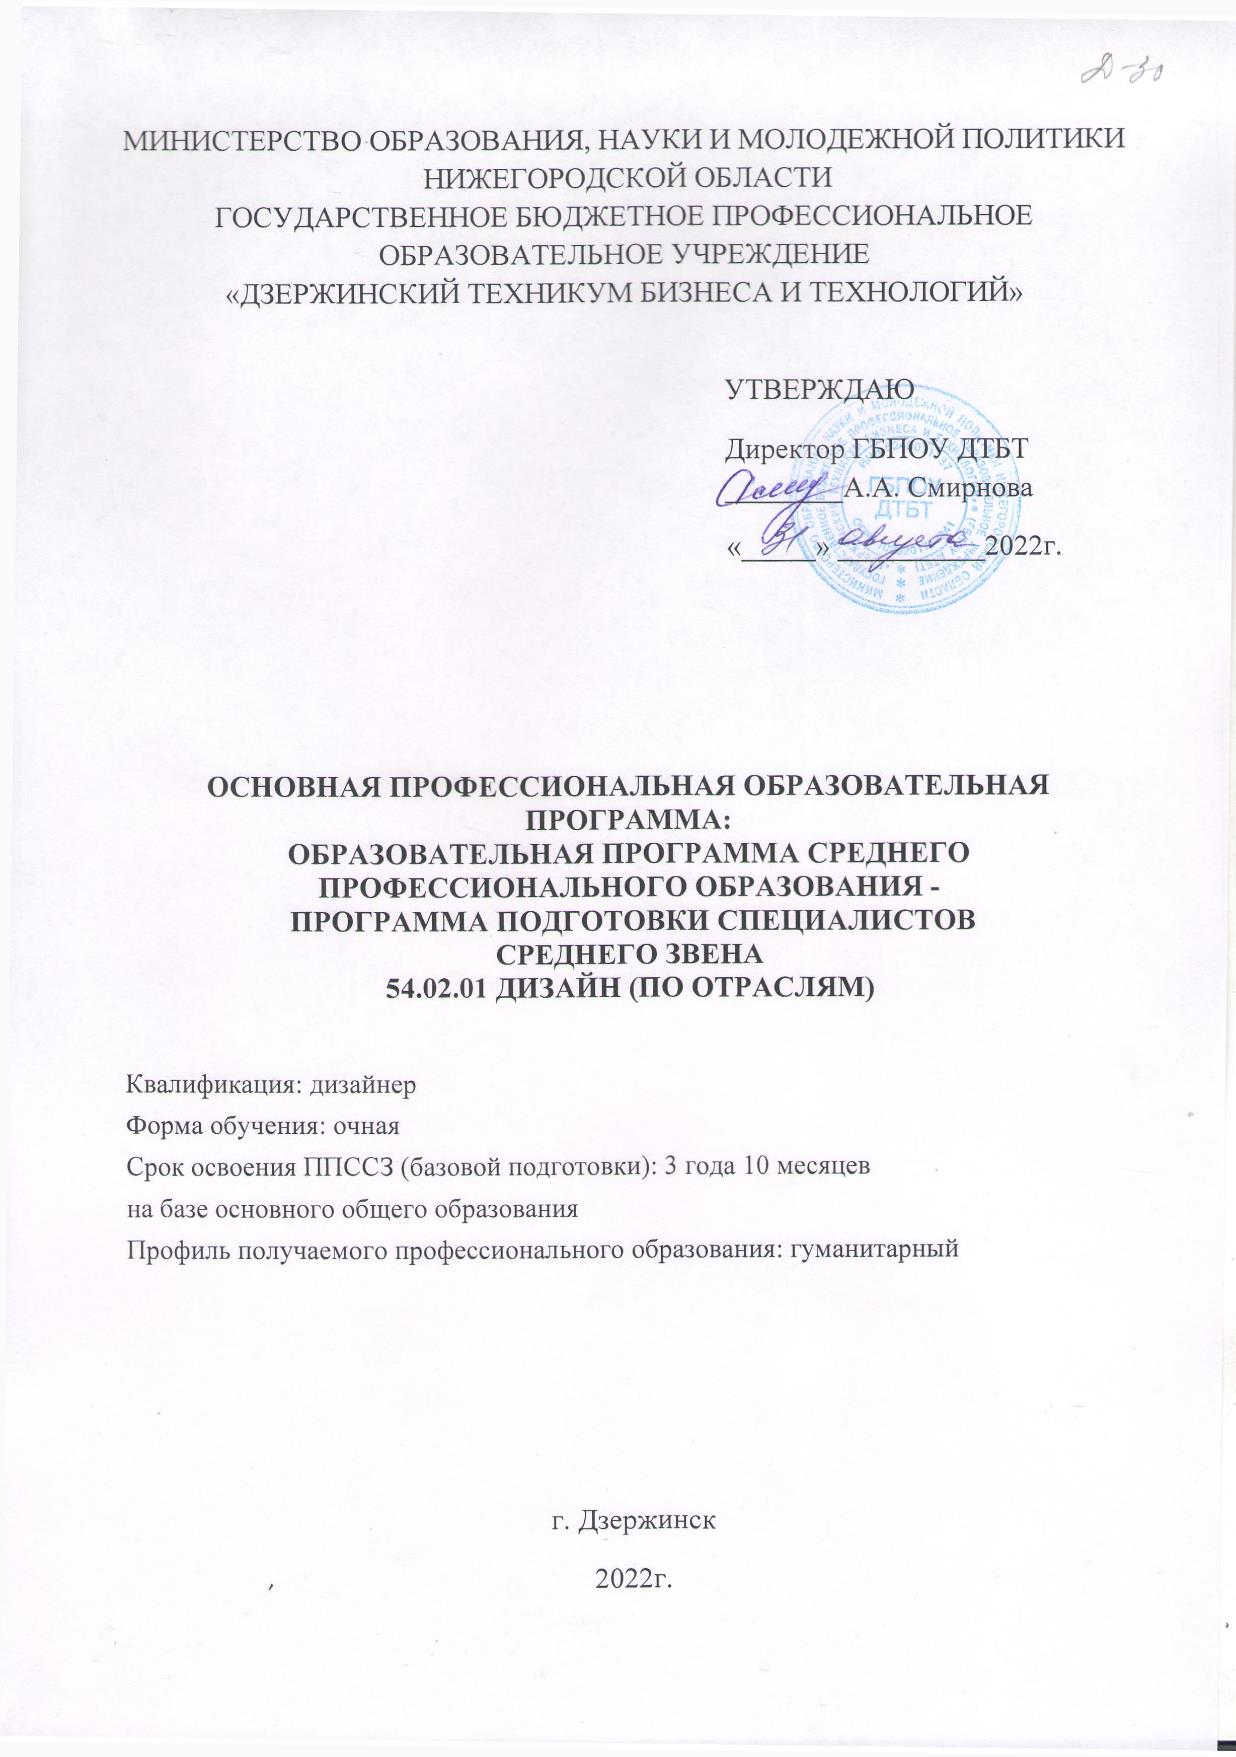 Д-30
МИНИСТЕРСТВО ОБРАЗОВАНИЯ, НАУКИ И МОЛОДЕЖНОЙ ПОЛИТИКИ
НИЖЕГОРОДСКОЙ ОБЛАСТИ
ГОСУДАРСТВЕННОЕ БЮДЖЕТНОЕ ПРОФЕССИОНАЛЬНОЕ
ОБРАЗОВАТЕЛЬНОЕ УЧРЕЖДЕНИЕ
«ДЗЕРЖИНСКИЙ ТЕХНИКУМ БИЗНЕСА И ТЕХНОЛОГИЙ»
УТВЕРЖДАЮ
Директор ГБПОУ ДТБТ
А.А. Смирнова
«31» августа 2022г.
ГБПОУ
ДТБТ
ОСНОВНАЯ ПРОФЕССИОНАЛЬНАЯ ОБРАЗОВАТЕЛЬНАЯ
ПРОГРАММА:
ОБРАЗОВАТЕЛЬНАЯ ПРОГРАММА СРЕДНЕГО
ПРОФЕССИОНАЛЬНОГО ОБРАЗОВАНИЯ -
ПРОГРАММА ПОДГОТОВКИ СПЕЦИАЛИСТОВ
СРЕДНЕГО ЗВЕНА
54.02.01 ДИЗАЙН (ПО ОТРАСЛЯМ)
Квалификация: дизайнер
Форма обучения: очная
Срок освоения ППССЗ (базовой подготовки): 3 года 10 месяцев
на базе основного общего образования
Профиль получаемого профессионального образования: гуманитарный
г. Дзержинск
2022г.